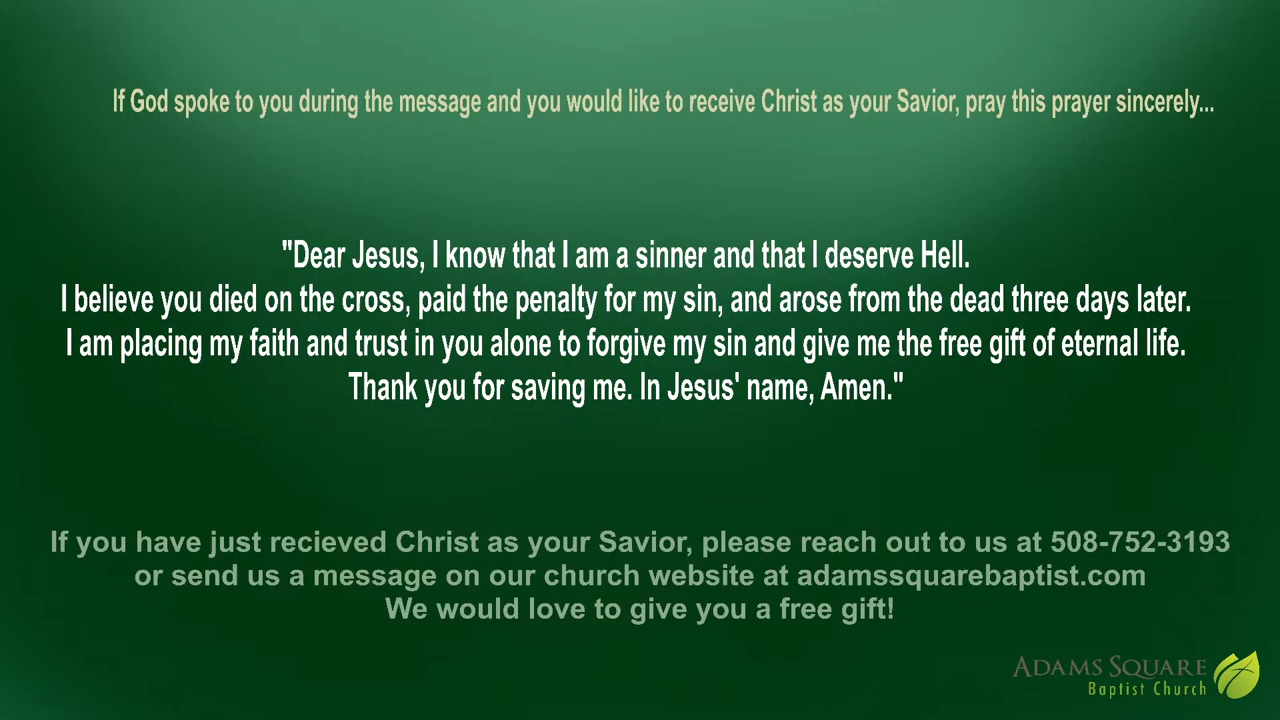 If God spoke to you during the message and you would like to receive Christ as your Savior, pray this prayer sincerely...
"Dear Jesus, I know that I am a sinner and that I deserve Hell.
I believe you died on the cross, paid the penalty for my sin, and arose from the dead three days later.
I am placing my faith and trust in you alone to forgive my sin and give me the free gift of eternal life.
Thank you for saving me. In Jesus' name, Amen."
If you have just recieved Christ as your Savior, please reach out to us at 508-752-3193
or send us a message on our church website at adamssquarebaptist.com
We would love to give you a free gift!
Adams Square
Baptist Church